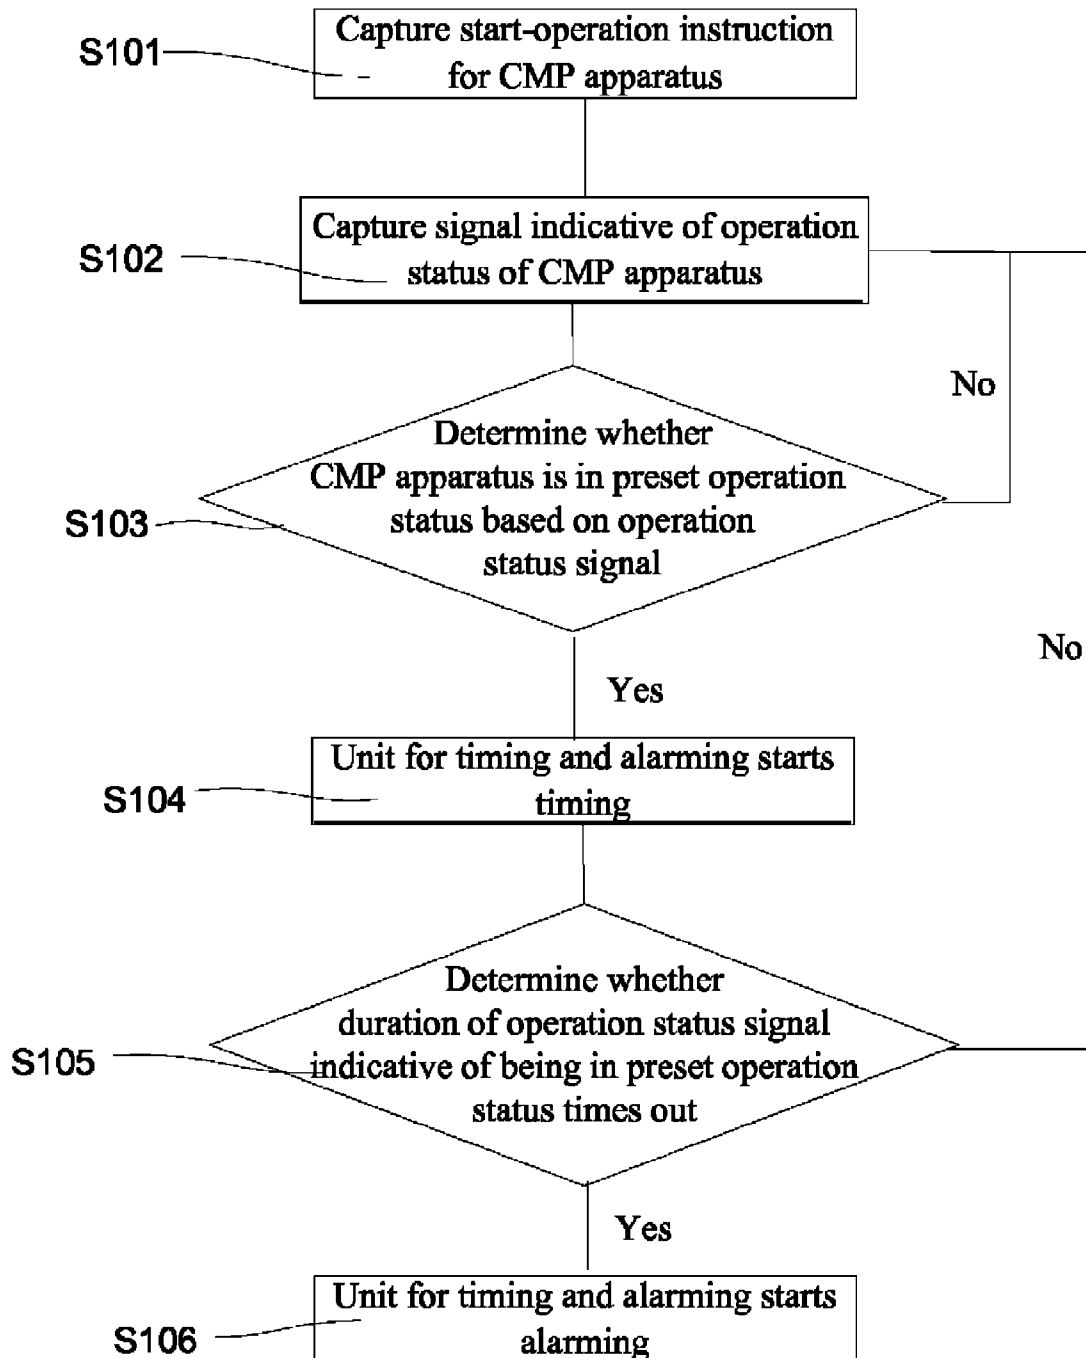 S101
Capture start-operation instruction
for CMP apparatus
S102
Capture signal indicative of operation
status of CMP apparatus
No
S103
Determine whether
CMP apparatus is in preset operation
status based on operation
status signal
No
Yes
S104
Unit for timing and alarming starts
timing
S105
Determine whether
duration of operation status signal
indicative of being in preset operation
status times out
Yes
S106
Unit for timing and alarming starts
alarming